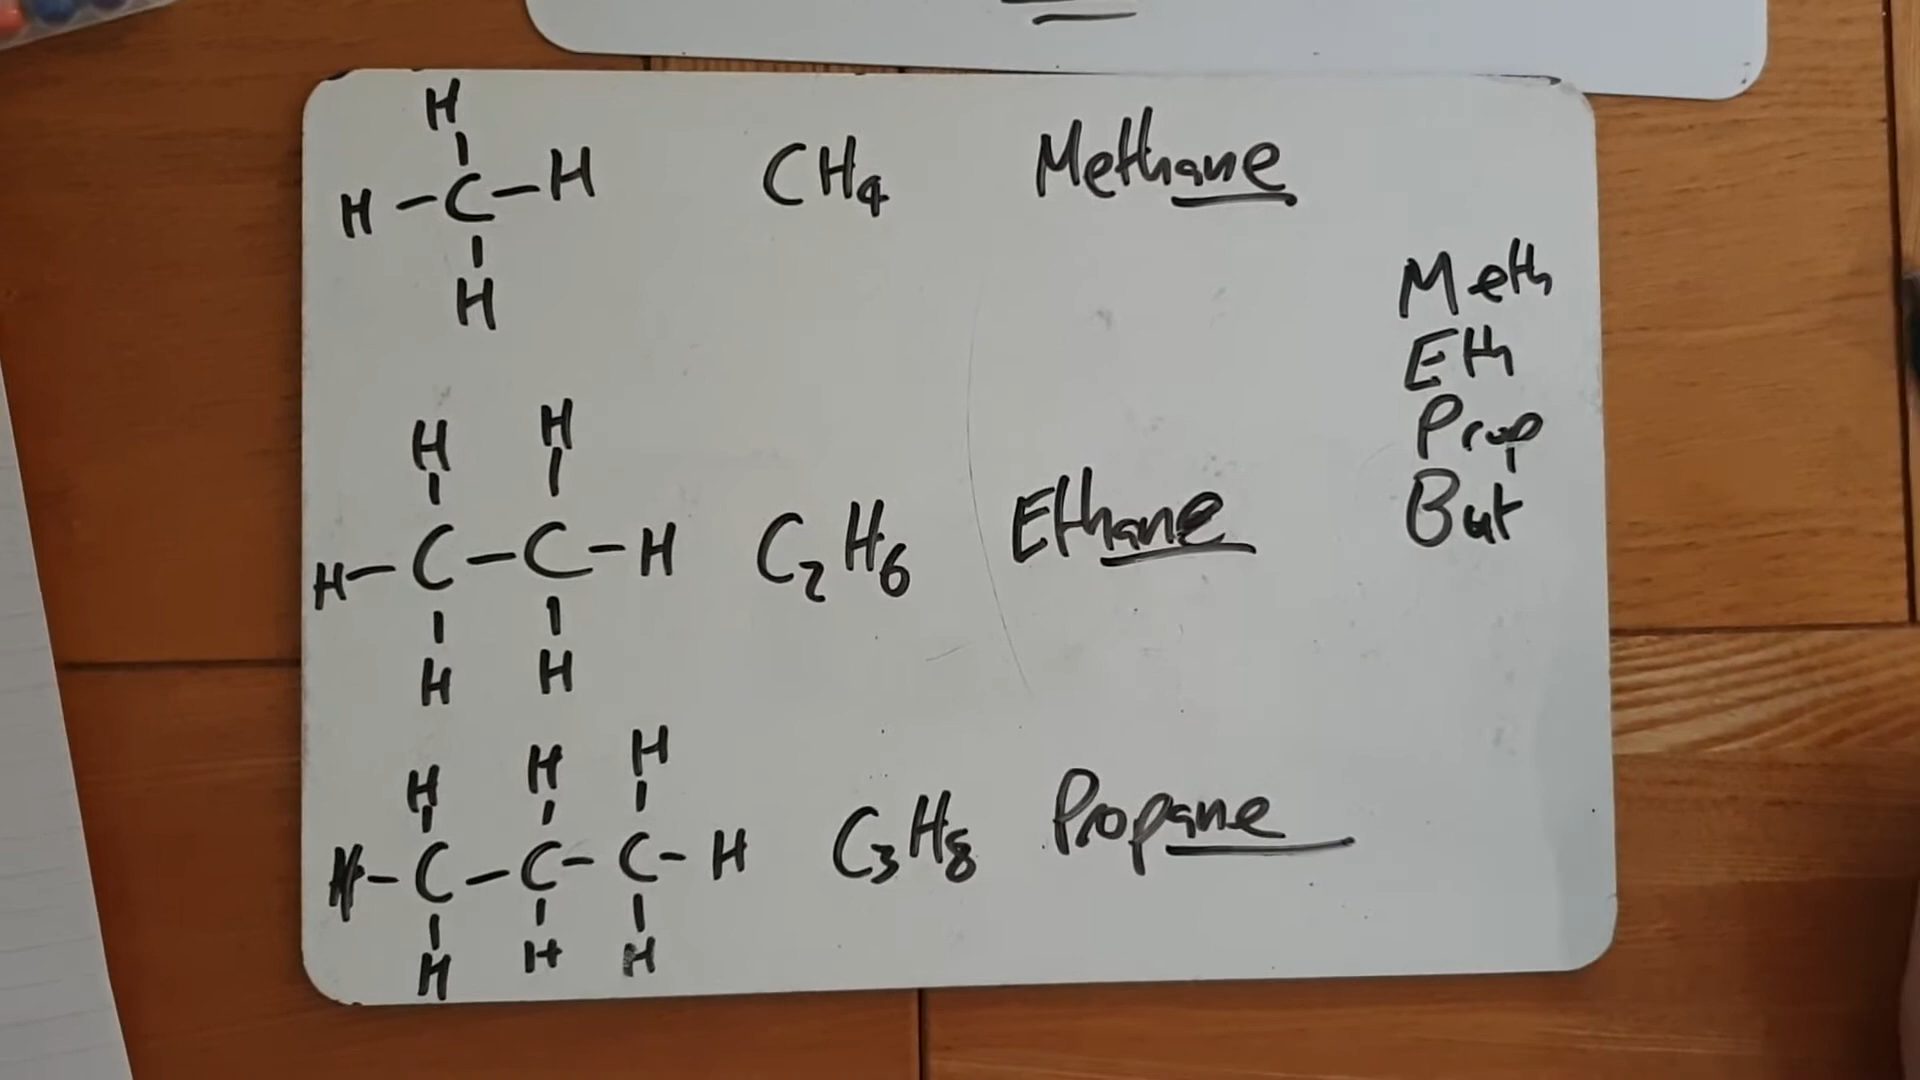 H
H-C-H CH4 Methane
H
Meth
Eth
Prop
But
H H
H-C-C-H C2H6 Ethane
H H
H H H
H-C-C-C-H C3H8 Propane
H H H